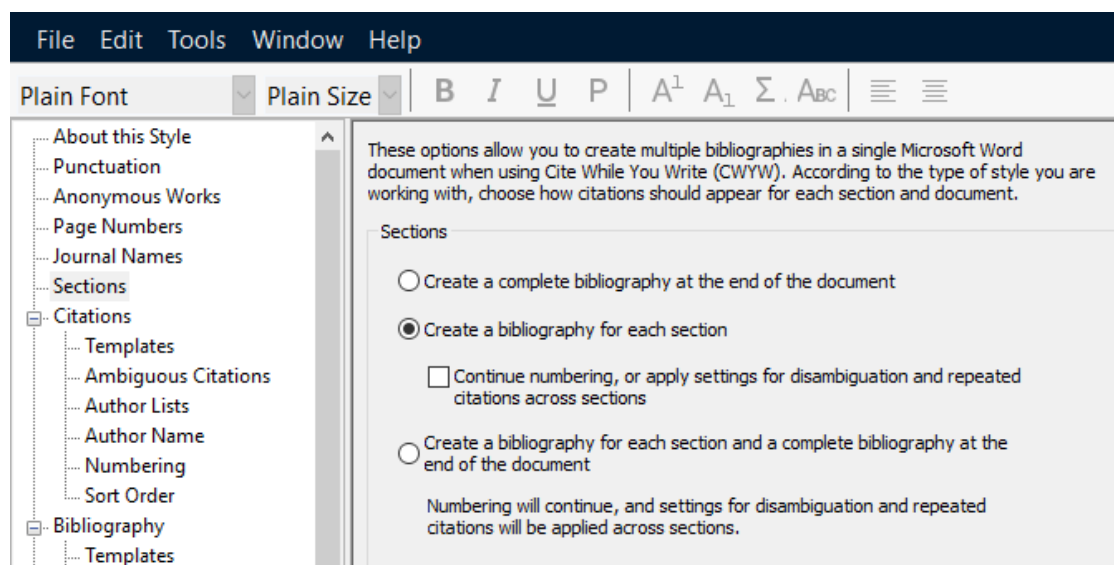 File Edit Tools Window Help
Plain Font Plain Size B I U P A1 A1 Σ . ABC
About this Style
Punctuation
Anonymous Works
Page Numbers
Journal Names
Sections
Citations
Templates
Ambiguous Citations
Author Lists
Author Name
Numbering
Sort Order
Bibliography
Templates
These options allow you to create multiple bibliographies in a single Microsoft Word
document when using Cite While You Write (CWYW). According to the type of style you are
working with, choose how citations should appear for each section and document.
Sections
Create a complete bibliography at the end of the document
Create a bibliography for each section
Continue numbering, or apply settings for disambiguation and repeated
citations across sections
Create a bibliography for each section and a complete bibliography at the
end of the document
Numbering will continue, and settings for disambiguation and repeated
citations will be applied across sections.